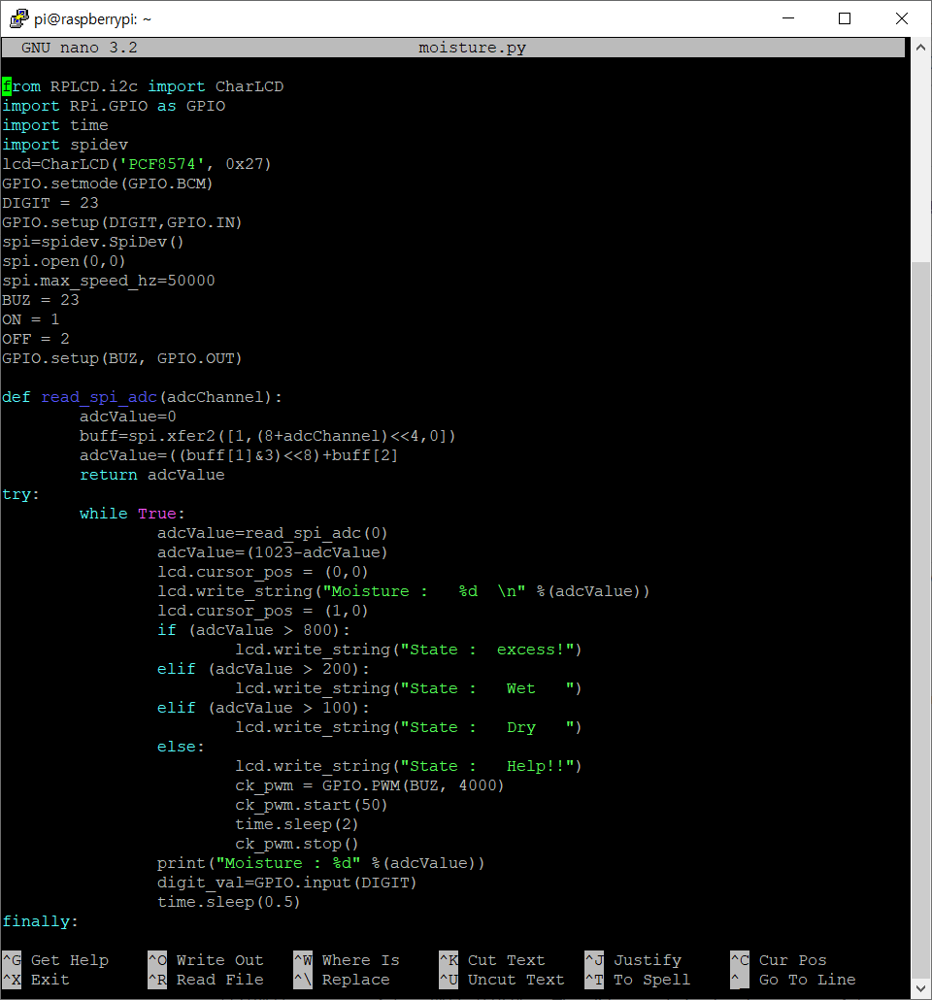 pi@raspberrypi: ~
GNU nano 3.2 moisture.py
from RPLCD.i2c import CharLCD
import RPi.GPIO as GPIO
import time
import spidev
lcd=CharLCD('PCF8574', 0x27)
GPIO.setmode(GPIO.BCM)
DIGIT = 23
GPIO.setup(DIGIT,GPIO.IN)
spi=spidev.SpiDev()
spi.open(0,0)
spi.max_speed_hz=50000
BUZ = 23
ON = 1
OFF = 2
GPIO.setup(BUZ, GPIO.OUT)

def read_spi_adc(adcChannel):
        adcValue=0
        buff=spi.xfer2([1,(8+adcChannel)<<4,0])
        adcValue=((buff[1]&3)<<8)+buff[2]
        return adcValue
try:
        while True:
                adcValue=read_spi_adc(0)
                adcValue=(1023-adcValue)
                lcd.cursor_pos = (0,0)
                lcd.write_string("Moisture :   %d  \n" %(adcValue))
                lcd.cursor_pos = (1,0)
                if (adcValue > 800):
                        lcd.write_string("State :  excess!")
                elif (adcValue > 200):
                        lcd.write_string("State :   Wet   ")
                elif (adcValue > 100):
                        lcd.write_string("State :   Dry   ")
                else:
                        lcd.write_string("State :   Help!!")
                        ck_pwm = GPIO.PWM(BUZ, 4000)
                        ck_pwm.start(50)
                        time.sleep(2)
                        ck_pwm.stop()
                print("Moisture : %d" %(adcValue))
                digit_val=GPIO.input(DIGIT)
                time.sleep(0.5)
finally:

^G Get Help ^O Write Out ^W Where Is ^K Cut Text ^J Justify ^C Cur Pos
^X Exit ^R Read File ^\ Replace ^U Uncut Text ^T To Spell ^_ Go To Line